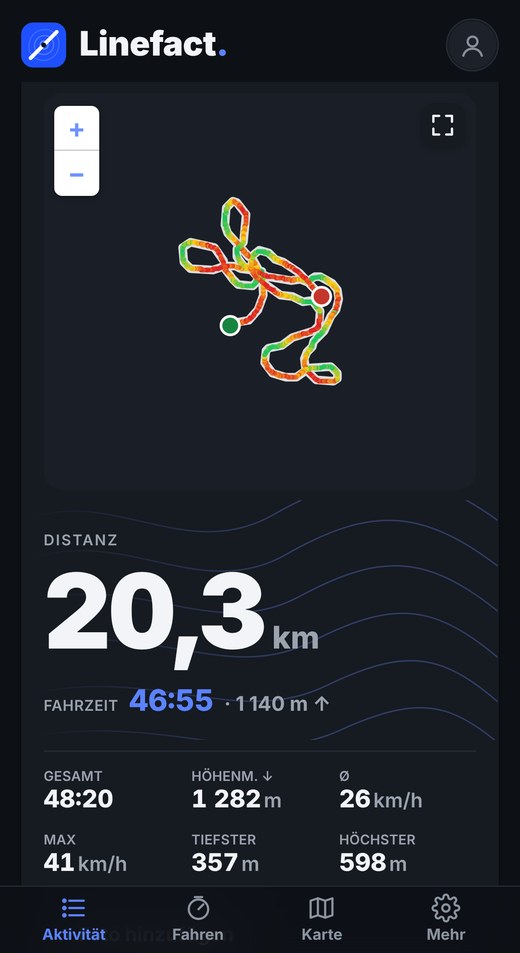 Linefact.
+
−
DISTANZ
20,3 km
FAHRZEIT 46:55 · 1 140 m ↑
GESAMT HÖHENM. ↓ Ø
48:20 1 282 m 26 km/h
MAX TIEFSTER HÖCHSTER
41 km/h 357 m 598 m
Aktivität Fahren Karte Mehr